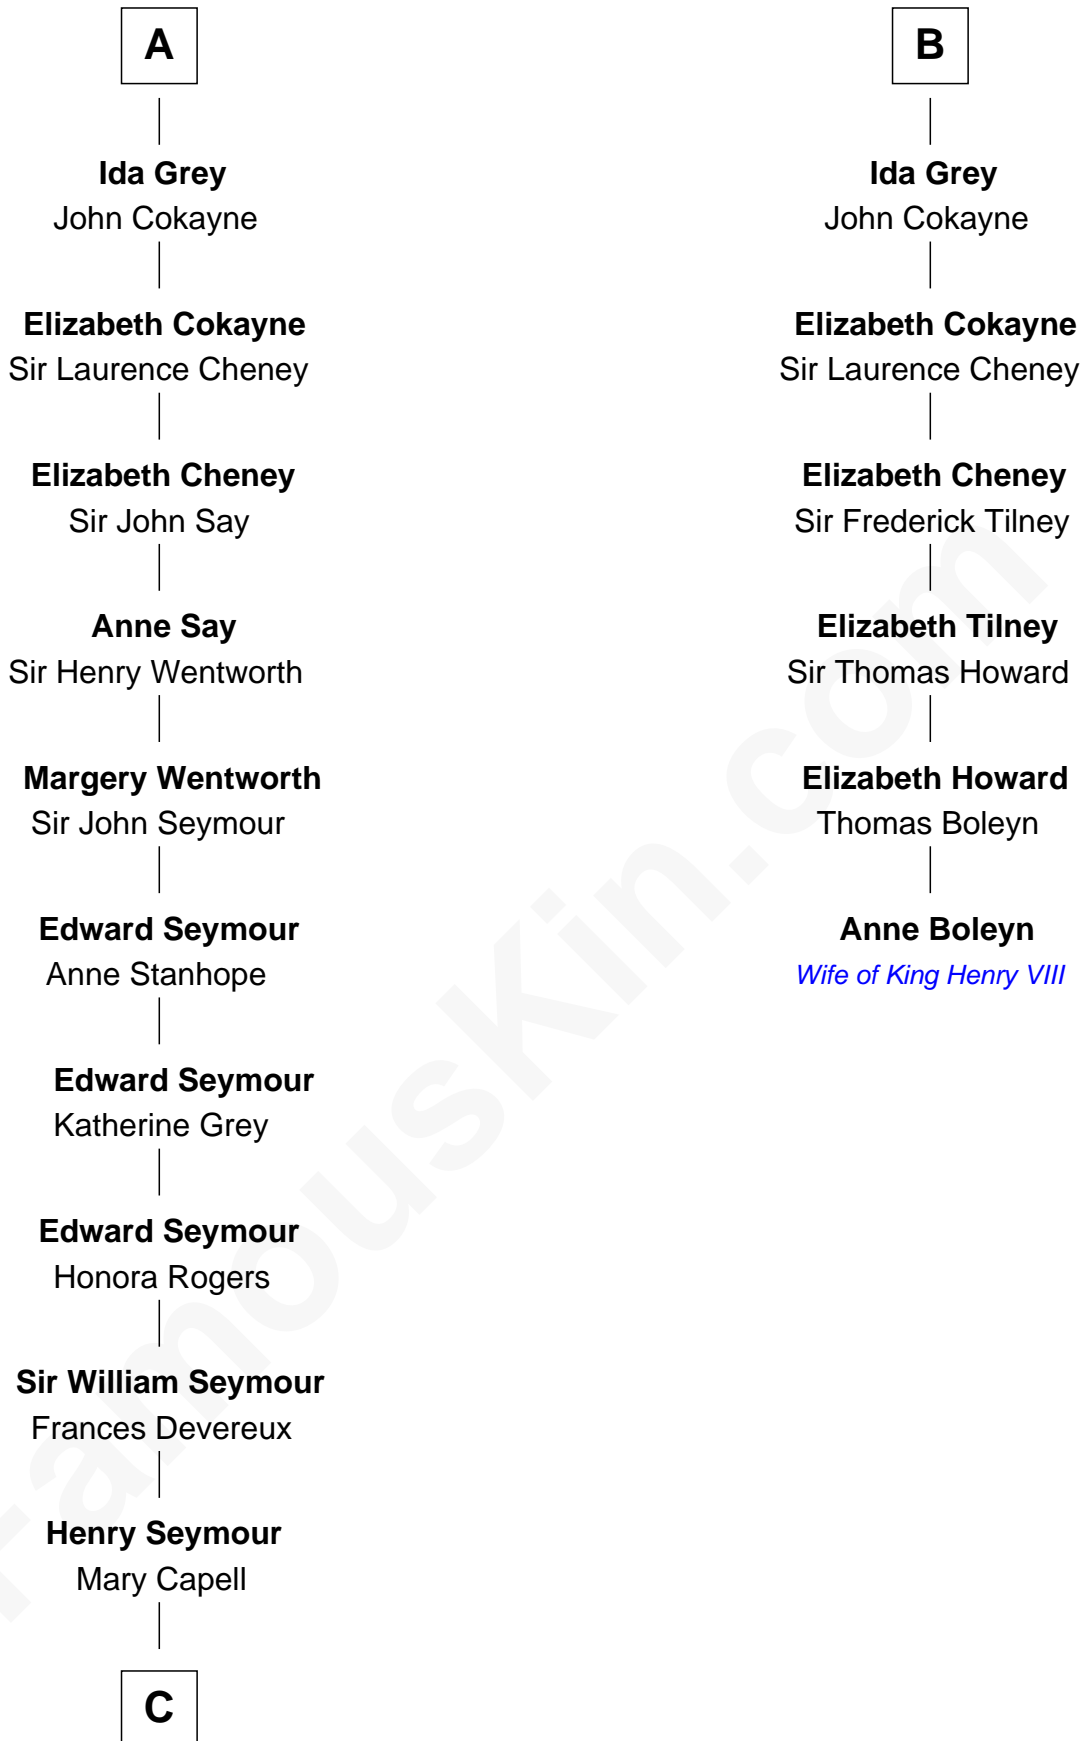 A
Ida Grey
John Cokayne
Elizabeth Cokayne
Sir Laurence Cheney
Elizabeth Cheney
Sir John Say
Anne Say
Sir Henry Wentworth
Margery Wentworth
Sir John Seymour
Edward Seymour
Anne Stanhope
Edward Seymour
Katherine Grey
Edward Seymour
Honora Rogers
Sir William Seymour
Frances Devereux
Henry Seymour
Mary Capell
C
B
Ida Grey
John Cokayne
Elizabeth Cokayne
Sir Laurence Cheney
Elizabeth Cheney
Sir Frederick Tilney
Elizabeth Tilney
Sir Thomas Howard
Elizabeth Howard
Thomas Boleyn
Anne Boleyn
Wife of King Henry VIII
FamousKin.com